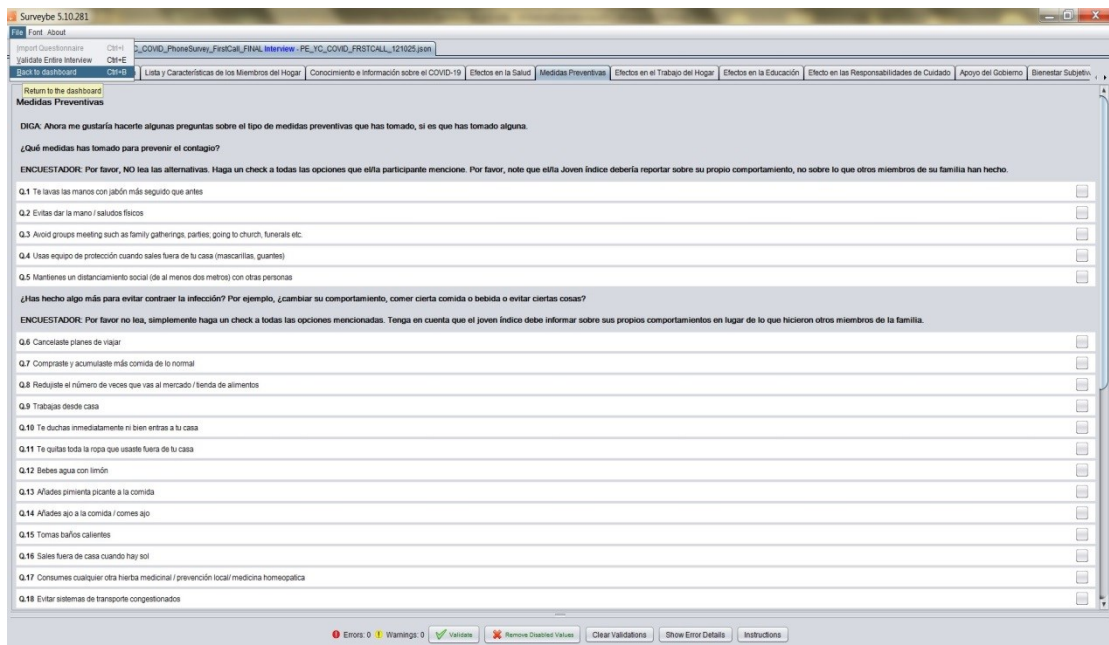 Surveybe 5.10.281
File Font About
Import Questionnaire Ctrl+I
Validate Entire Interview Ctrl+E
Back to dashboard Ctrl+B
Return to the dashboard
C_COVID_PhoneSurvey_FirstCall_FINAL Interview - PE_YC_COVID_FRSTCALL_121025.json
Lista y Características de los Miembros del Hogar Conocimiento e información sobre el COVID-19 Efectos en la Salud Medidas Preventivas Efectos en el Trabajo del Hogar Efectos en la Educación Efecto en las Responsabilidades de Cuidado Apoyo del Gobierno Bienestar Subjetiv
Medidas Preventivas
DIGA: Ahora me gustaría hacerte algunas preguntas sobre el tipo de medidas preventivas que has tomado, si es que has tomado alguna.
¿Qué medidas has tomado para prevenir el contagio?
ENCUESTADOR: Por favor, NO lea las alternativas. Haga un check a todas las opciones que el/la participante mencione. Por favor, note que el/la Joven índice debería reportar sobre su propio comportamiento, no sobre lo que otros miembros de su familia han hecho.
Q.1 Te lavas las manos con jabón más seguido que antes
Q.2 Evitas dar la mano / saludos físicos
Q.3 Avoid groups meeting such as family gatherings, parties; going to church, funerals etc.
Q.4 Usas equipo de protección cuando sales fuera de tu casa (mascarillas, guantes)
Q.5 Mantienes un distanciamiento social (de al menos dos metros) con otras personas
¿Has hecho algo más para evitar contraer la infección? Por ejemplo, ¿cambiar su comportamiento, comer cierta comida o bebida o evitar ciertas cosas?
ENCUESTADOR: Por favor no lea, simplemente haga un check a todas las opciones mencionadas. Tenga en cuenta que el joven índice debe informar sobre sus propios comportamientos en lugar de lo que hicieron otros miembros de la familia.
Q.6 Cancelaste planes de viajar
Q.7 Compraste y acumulaste más comida de lo normal
Q.8 Redujiste el número de veces que vas al mercado / tienda de alimentos
Q.9 Trabajas desde casa
Q.10 Te duchas inmediatamente ni bien entras a tu casa
Q.11 Te quitas toda la ropa que usaste fuera de tu casa
Q.12 Bebes agua con limón
Q.13 Añades pimienta picante a la comida
Q.14 Añades ajo a la comida / comes ajo
Q.15 Tomas baños calientes
Q.16 Sales fuera de casa cuando hay sol
Q.17 Consumes cualquier otra hierba medicinal / prevención local/ medicina homeopatica
Q.18 Evitar sistemas de transporte congestionados
Errors: 0 Warnings: 0 Validate Remove Disabled Values Clear Validations Show Error Details Instructions